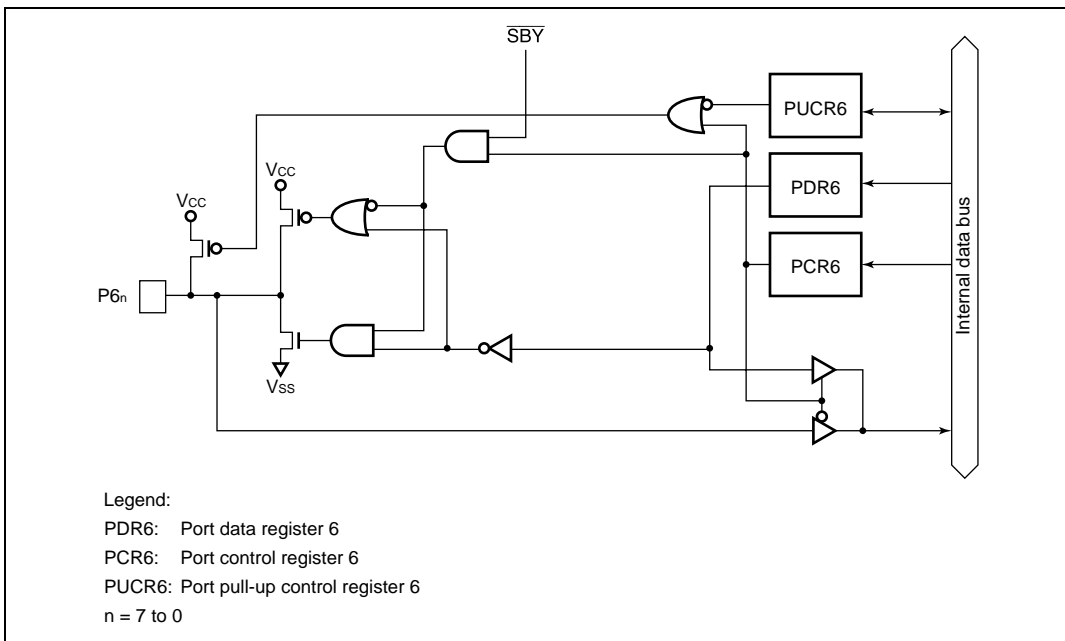 SBY
PUCR6
PDR6
PCR6
Internal data bus
VCC
VCC
P6n
VSS
Legend:
PDR6: Port data register 6
PCR6: Port control register 6
PUCR6: Port pull-up control register 6
n = 7 to 0